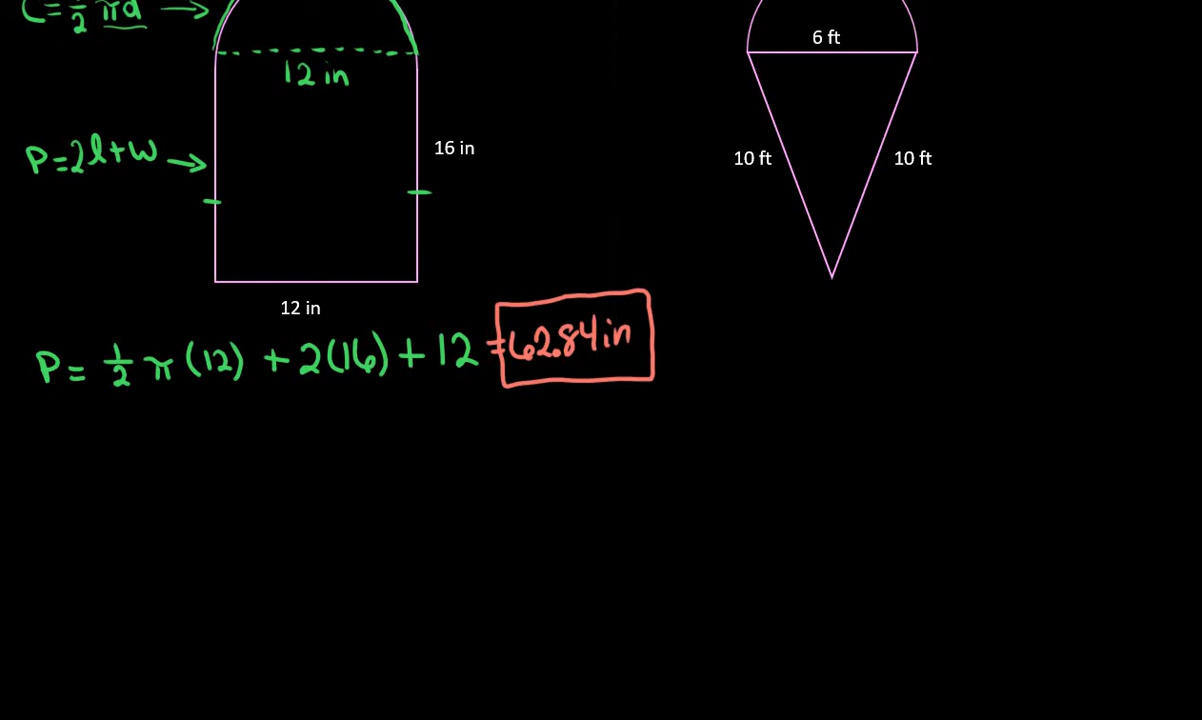 C = 1/2 πd →
6 ft
12 in
P = 2l + w →
16 in
10 ft
10 ft
12 in
P = 1/2 π (12) + 2(16) + 12 = 62.84 in